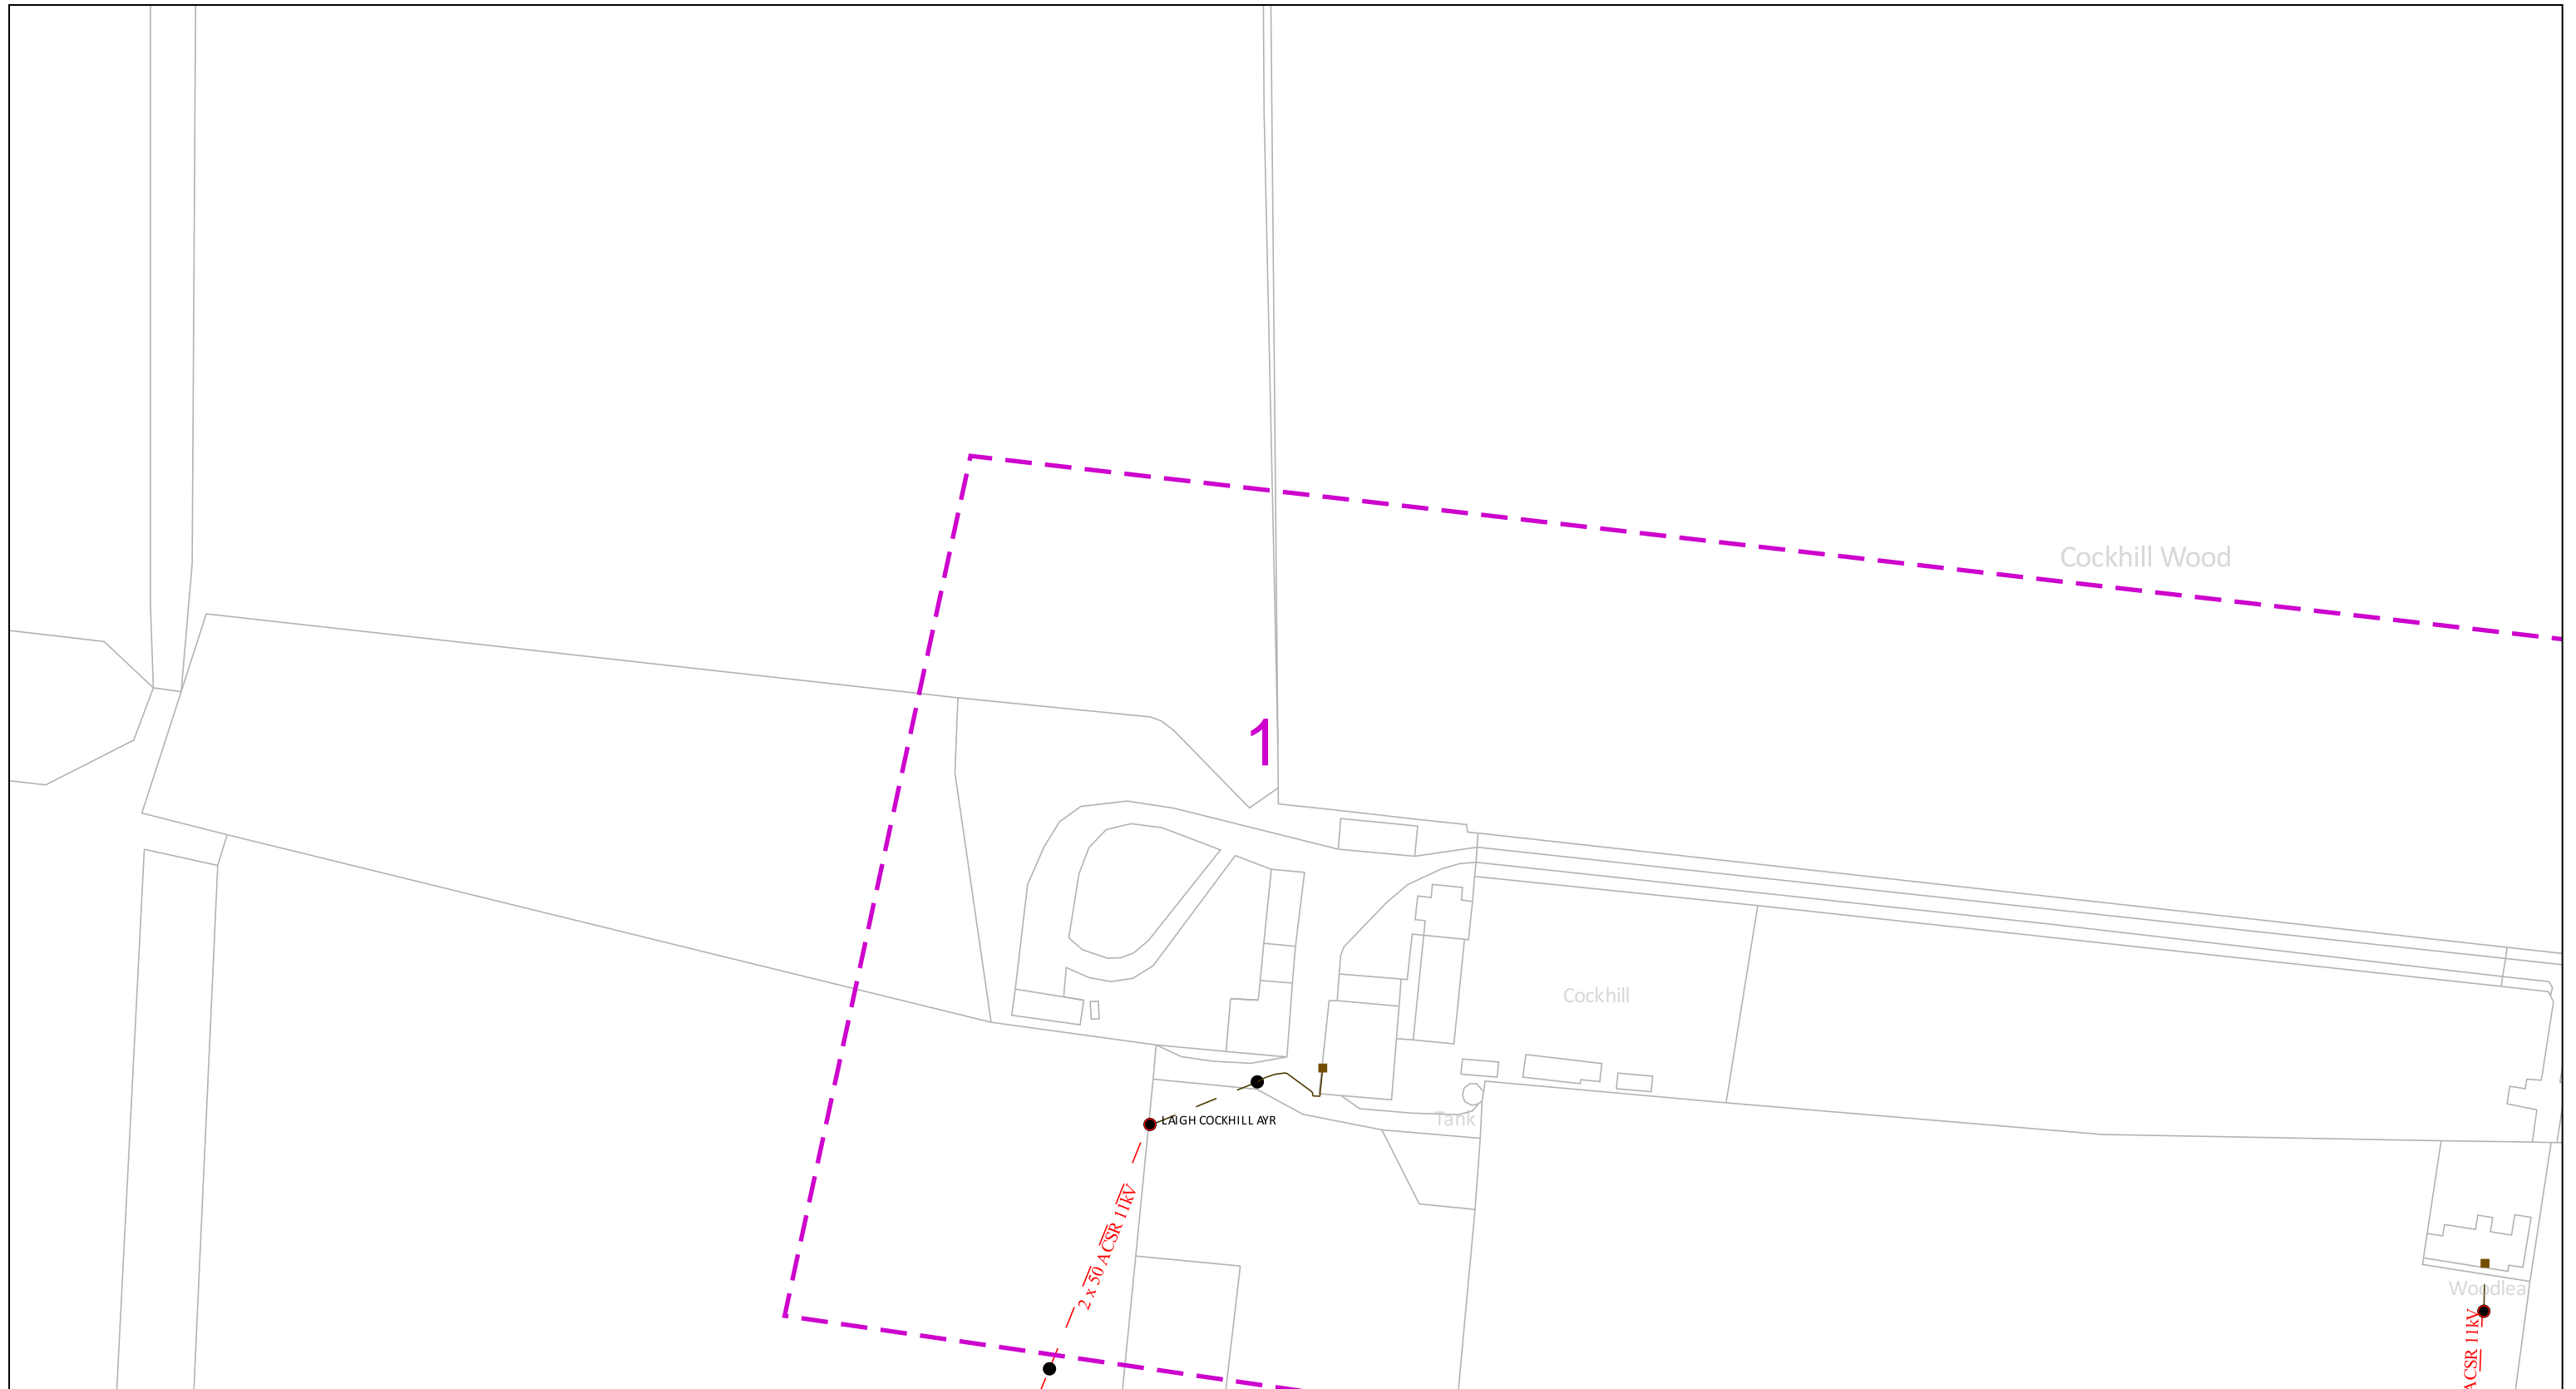 Cockhill Wood
1
Cockhill
Tank
LAIGH COCKHILL AYR
2 x 50 ACSR 11kV
Woodlea
ACSR 11kV